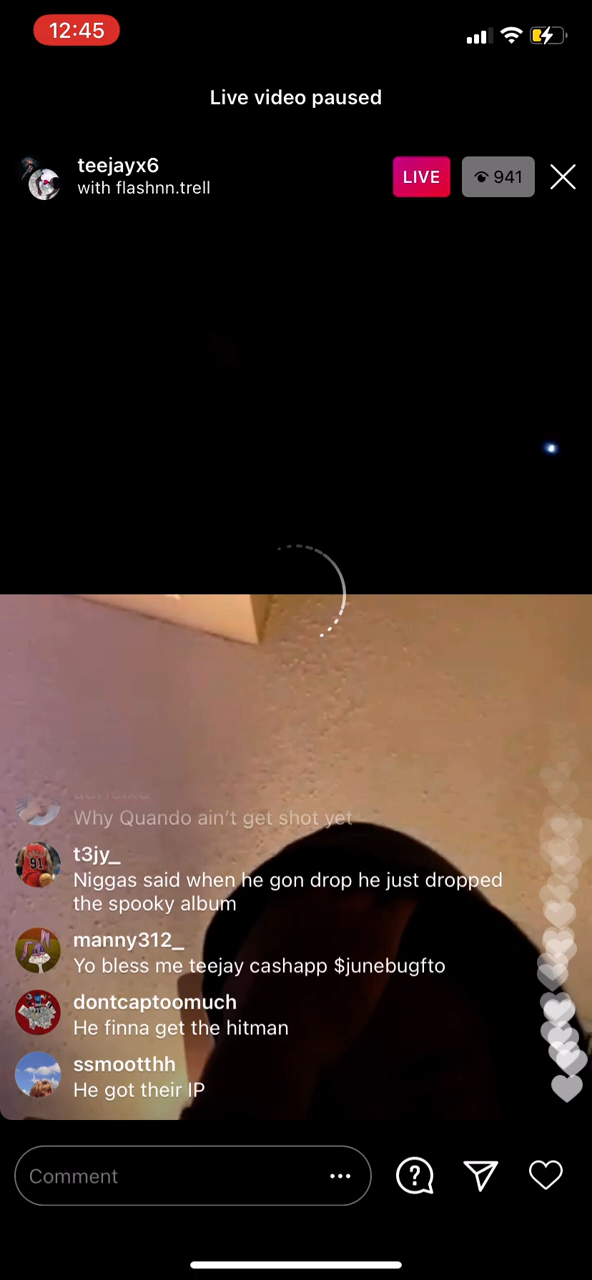 12:45
Live video paused
teejayx6
with flashnn.trell
LIVE
941
Why Quando ain't get shot yet
t3jy_
Niggas said when he gon drop he just dropped
the spooky album
manny312_
Yo bless me teejay cashapp $junebugfto
dontcaptoomuch
He finna get the hitman
ssmootthh
He got their IP
Comment